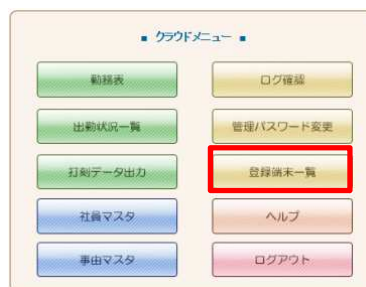 ■ クラウドメニュー ■
勤務表 ログ確認
出勤状況一覧 管理パスワード変更
打刻データ出力 登録端末一覧
社員マスタ ヘルプ
事由マスタ ログアウト